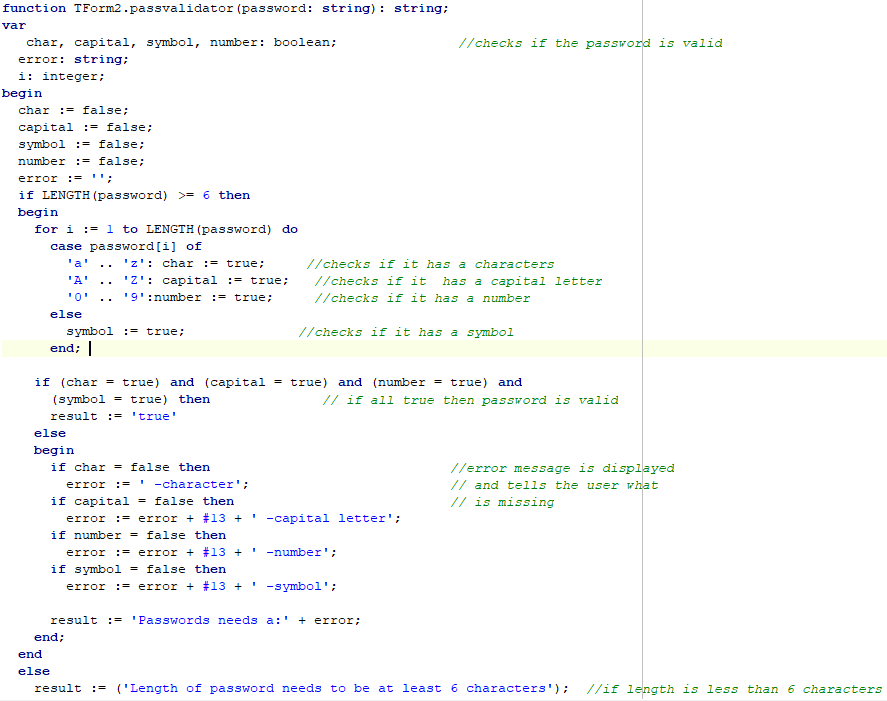 function TForm2.passvalidator(password: string): string;
var
   char, capital, symbol, number: boolean;               //checks if the password is valid
  error: string;
  i: integer;
begin
  char := false;
  capital := false;
  symbol := false;
  number := false;
  error := '';
  if LENGTH(password) >= 6 then
  begin
    for i := 1 to LENGTH(password) do
      case password[i] of
        'a' .. 'z': char := true;     //checks if it has a characters
        'A' .. 'Z': capital := true;   //checks if it  has a capital letter
        '0' .. '9':number := true;     //checks if it has a number
      else
        symbol := true;              //checks if it has a symbol
      end;

    if (char = true) and (capital = true) and (number = true) and
      (symbol = true) then              // if all true then password is valid
      result := 'true'
    else
    begin
      if char = false then                              //error message is displayed
        error := ' -character';                         // and tells the user what
      if capital = false then                           // is missing
        error := error + #13 + ' -capital letter';
      if number = false then
        error := error + #13 + ' -number';
      if symbol = false then
        error := error + #13 + ' -symbol';

      result := 'Passwords needs a:' + error;
    end;
  end
  else
    result := ('Length of password needs to be at least 6 characters');  //if length is less than 6 characters